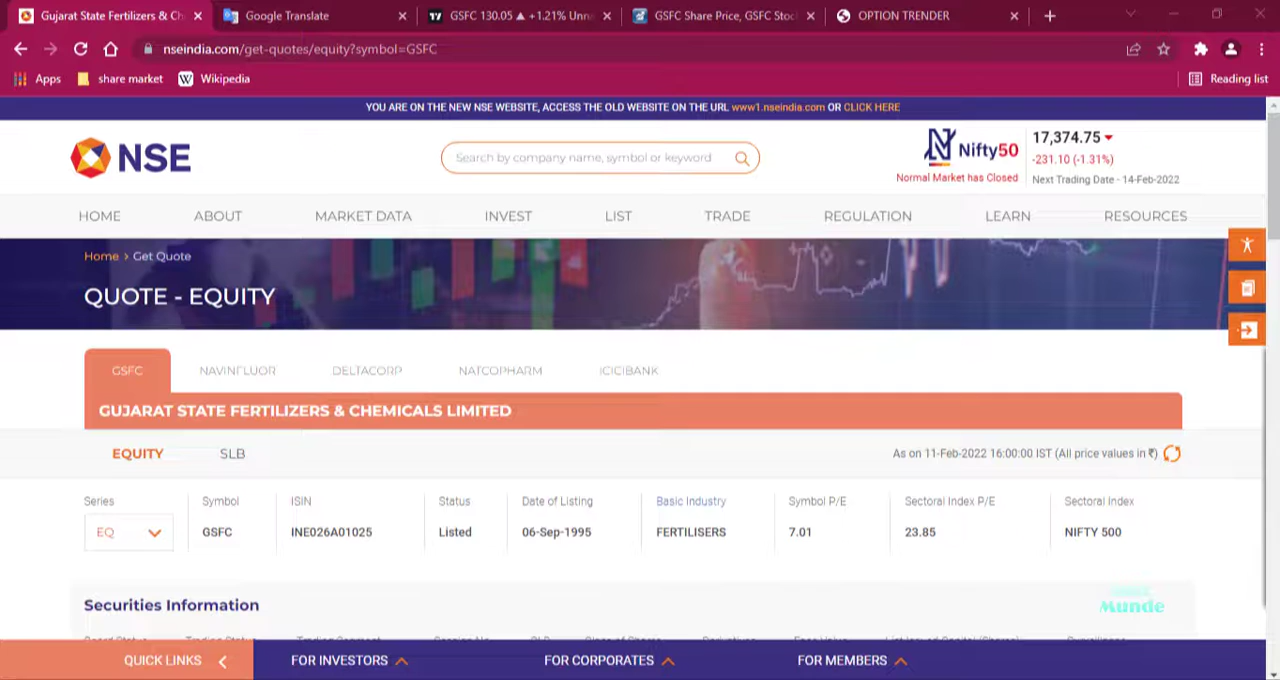 Gujarat State Fertilizers & Ch
Google Translate
GSFC 130.05 ▲ +1.21% Unna
GSFC Share Price, GSFC Stoc
OPTION TRENDER
nseindia.com/get-quotes/equity?symbol=GSFC
Apps
share market
Wikipedia
Reading list
YOU ARE ON THE NEW NSE WEBSITE, ACCESS THE OLD WEBSITE ON THE URL www1.nseindia.com OR CLICK HERE
NSE
Search by company name, symbol or keyword
Nifty50
Normal Market has Closed
17,374.75
-231.10 (-1.31%)
Next Trading Date - 14-Feb-2022
HOME
ABOUT
MARKET DATA
INVEST
LIST
TRADE
REGULATION
LEARN
RESOURCES
Home > Get Quote
QUOTE - EQUITY
GSFC
NAVINFLUOR
DELTACORP
NATCOPHARM
ICICIBANK
GUJARAT STATE FERTILIZERS & CHEMICALS LIMITED
EQUITY
SLB
As on 11-Feb-2022 16:00:00 IST (All price values in ₹)
Series
Symbol
ISIN
Status
Date of Listing
Basic Industry
Symbol P/E
Sectoral Index P/E
Sectoral Index
EQ
GSFC
INE026A01025
Listed
06-Sep-1995
FERTILISERS
7.01
23.85
NIFTY 500
Securities Information
Munde
QUICK LINKS
FOR INVESTORS
FOR CORPORATES
FOR MEMBERS